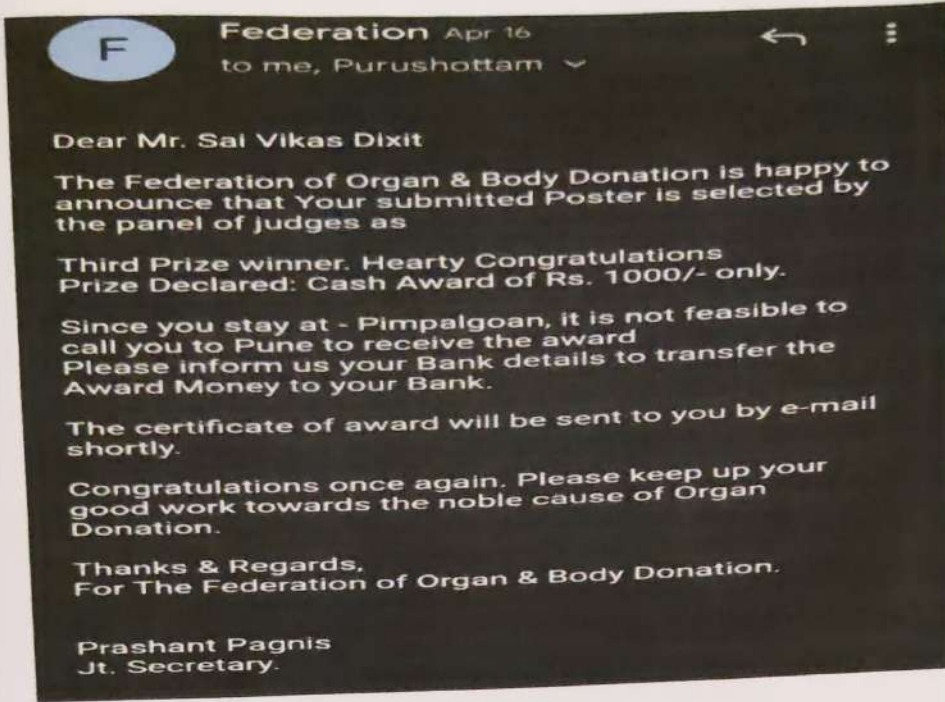 F
Federation Apr 16
to me, Purushottam
Dear Mr. Sai Vikas Dixit
The Federation of Organ & Body Donation is happy to
announce that Your submitted Poster is selected by
the panel of judges as
Third Prize winner. Hearty Congratulations
Prize Declared: Cash Award of Rs. 1000/- only.
Since you stay at - Pimpalgoan, it is not feasible to
call you to Pune to receive the award
Please inform us your Bank details to transfer the
Award Money to your Bank.
The certificate of award will be sent to you by e-mail
shortly.
Congratulations once again. Please keep up your
good work towards the noble cause of Organ
Donation.
Thanks & Regards,
For The Federation of Organ & Body Donation.
Prashant Pagnis
Jt. Secretary.